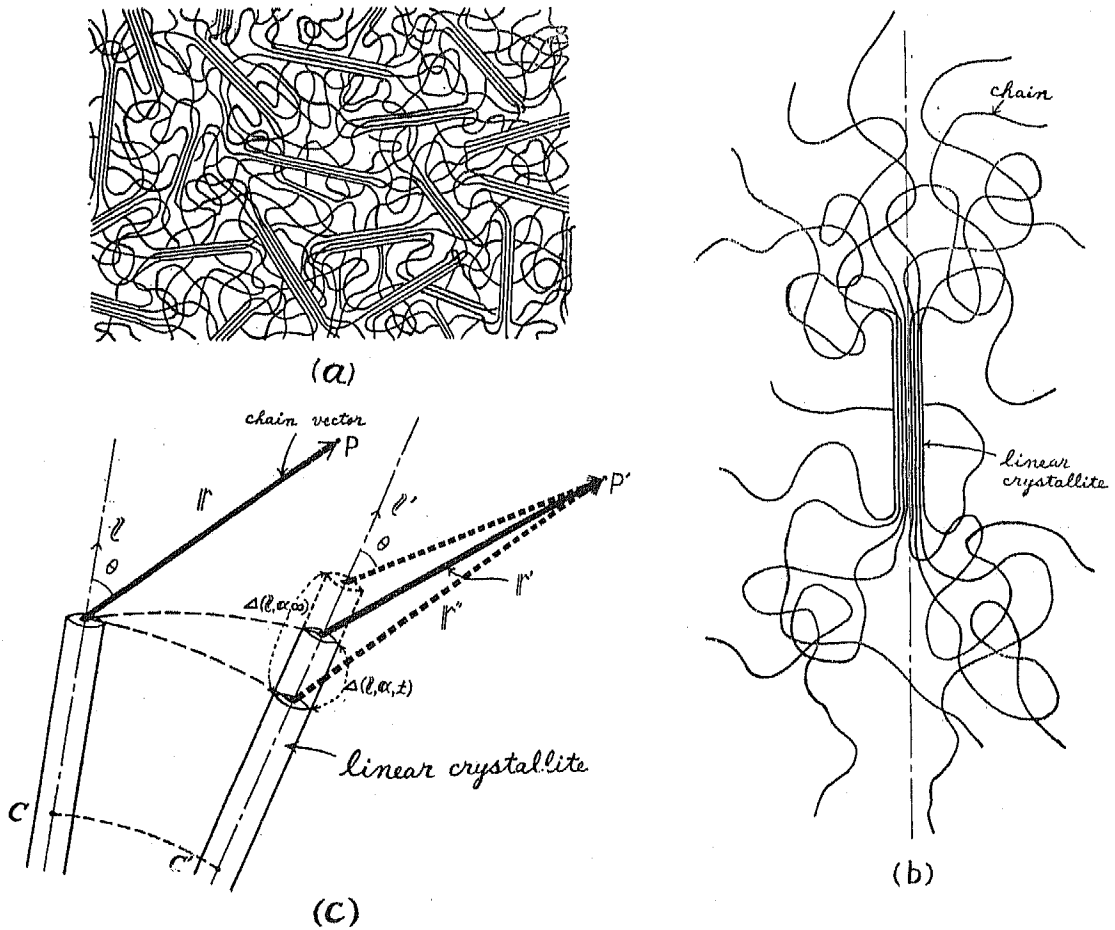 (a)
chain
linear
crystallite
(b)
chain vector
P
𝕣
𝓁
θ
P'
𝓁'
θ
𝕣'
𝕣"
Δ(𝓁,α,∞)
Δ(𝓁,α,t)
linear crystallite
C
C'
(C)